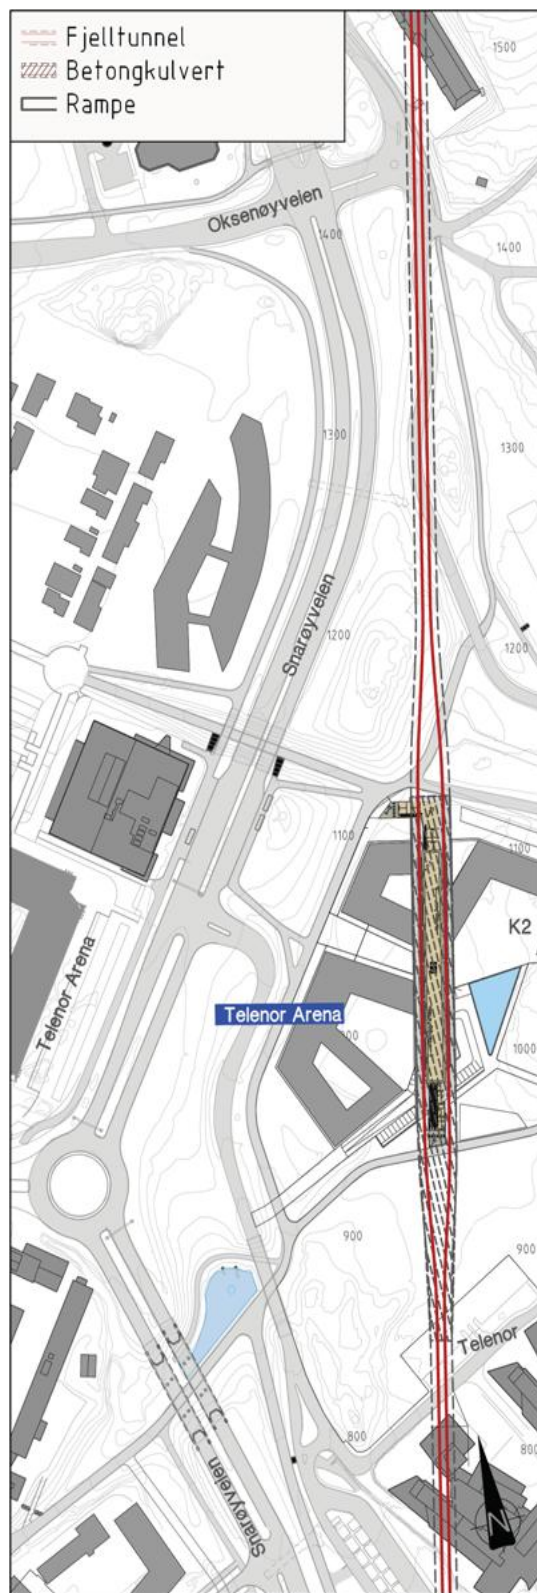 Fjelltunnel
Betongkulvert
Rampe
1500
Oksenøyveien
1400
1400
1300
1300
Snarøyveien
1200
1200
1100
1100
K2
Telenor Arena
Telenor Arena
1000
900
900
Telenor
800
800
Snarøyveien
N